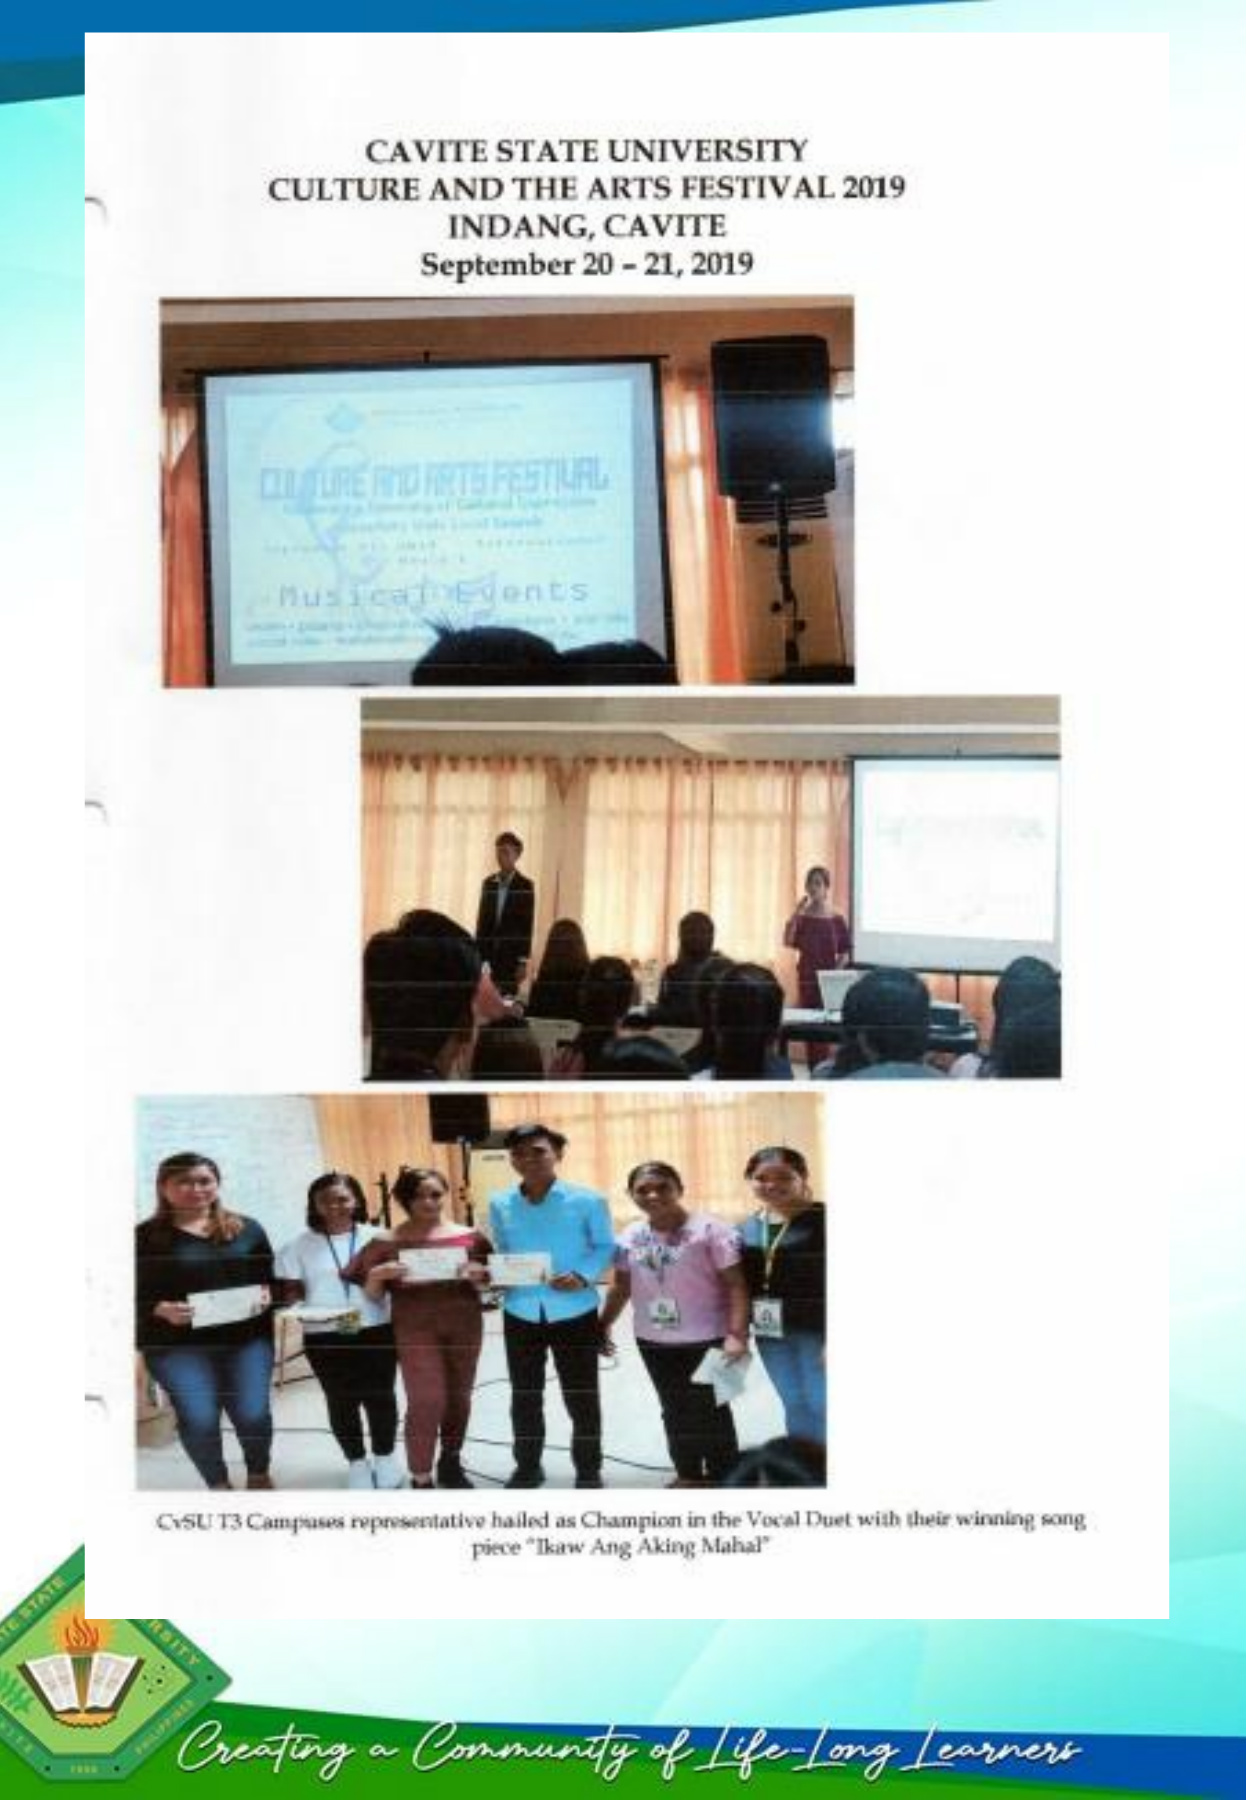 CAVITE STATE UNIVERSITY
CULTURE AND THE ARTS FESTIVAL 2019
INDANG, CAVITE
September 20 – 21, 2019
CULTURE AND ARTS FESTIVAL
Musical Events
CvSU T3 Campuses representative hailed as Champion in the Vocal Duet with their winning song
piece "Ikaw Ang Aking Mahal"
Creating a Community of Life-Long Learners